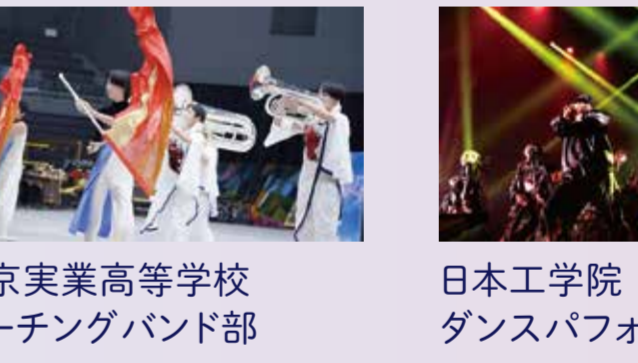 京実業高等学校
ーチングバンド部
日本工学院
ダンスパフォ